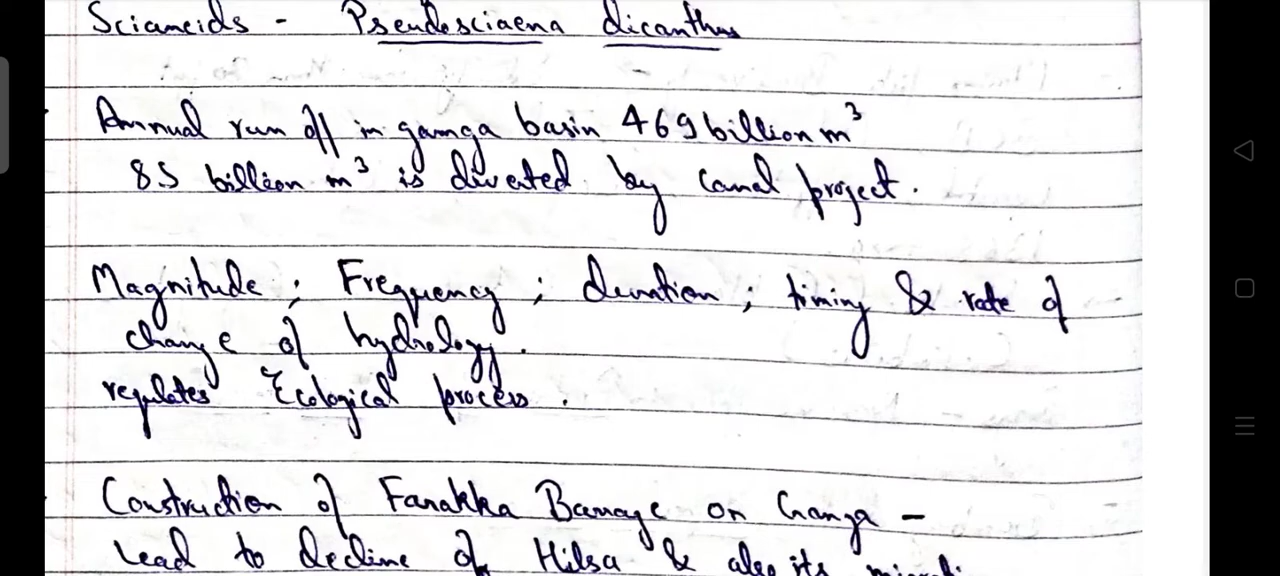 Sciaenids - Pseudosciaena diacanthus
Annual run off in ganga basin 469 billion m³
85 billion m³ is diverted by canal project.
Magnitude ; Frequency ; duration ; timing & rate of
change of hydrology.
regulates Ecological process.
Construction of Farakka Barrage on Ganga -
Lead to decline of Hilsa & also its